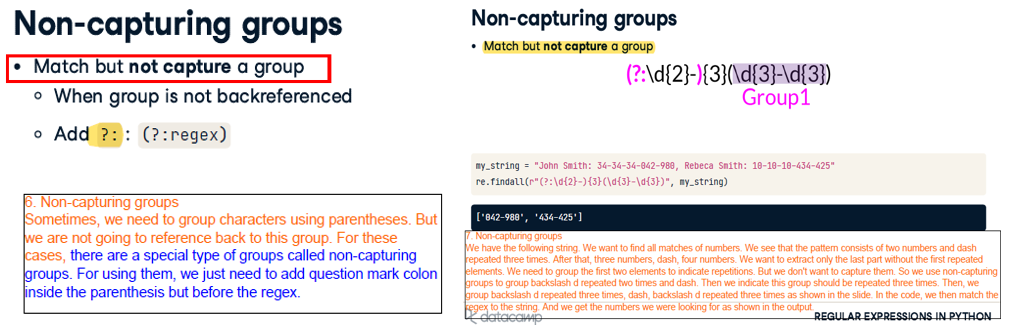 Non-capturing groups
• Match but not capture a group
○ When group is not backreferenced
○ Add ?: : (?:regex)
6. Non-capturing groups
Sometimes, we need to group characters using parentheses. But
we are not going to reference back to this group. For these
cases, there are a special type of groups called non-capturing
groups. For using them, we just need to add question mark colon
inside the parenthesis but before the regex.
Non-capturing groups
• Match but not capture a group
(?:\d{2}-){3}(\d{3}-\d{3})
Group1
my_string = "John Smith: 34-34-34-042-980, Rebeca Smith: 10-10-10-434-425"
re.findall(r"(?:\d{2}-){3}(\d{3}-\d{3})", my_string)
['042-980', '434-425']
7. Non-capturing groups
We have the following string. We want to find all matches of numbers. We see that the pattern consists of two numbers and dash
repeated three times. After that, three numbers, dash, four numbers. We want to extract only the last part without the first repeated
elements. We need to group the first two elements to indicate repetitions. But we don't want to capture them. So we use non-capturing
groups to group backslash d repeated two times and dash. Then we indicate this group should be repeated three times. Then, we
group backslash d repeated three times, dash, backslash d repeated three times as shown in the slide. In the code, we then match the
regex to the string. And we get the numbers we were looking for as shown in the output.
datacamp
REGULAR EXPRESSIONS IN PYTHON